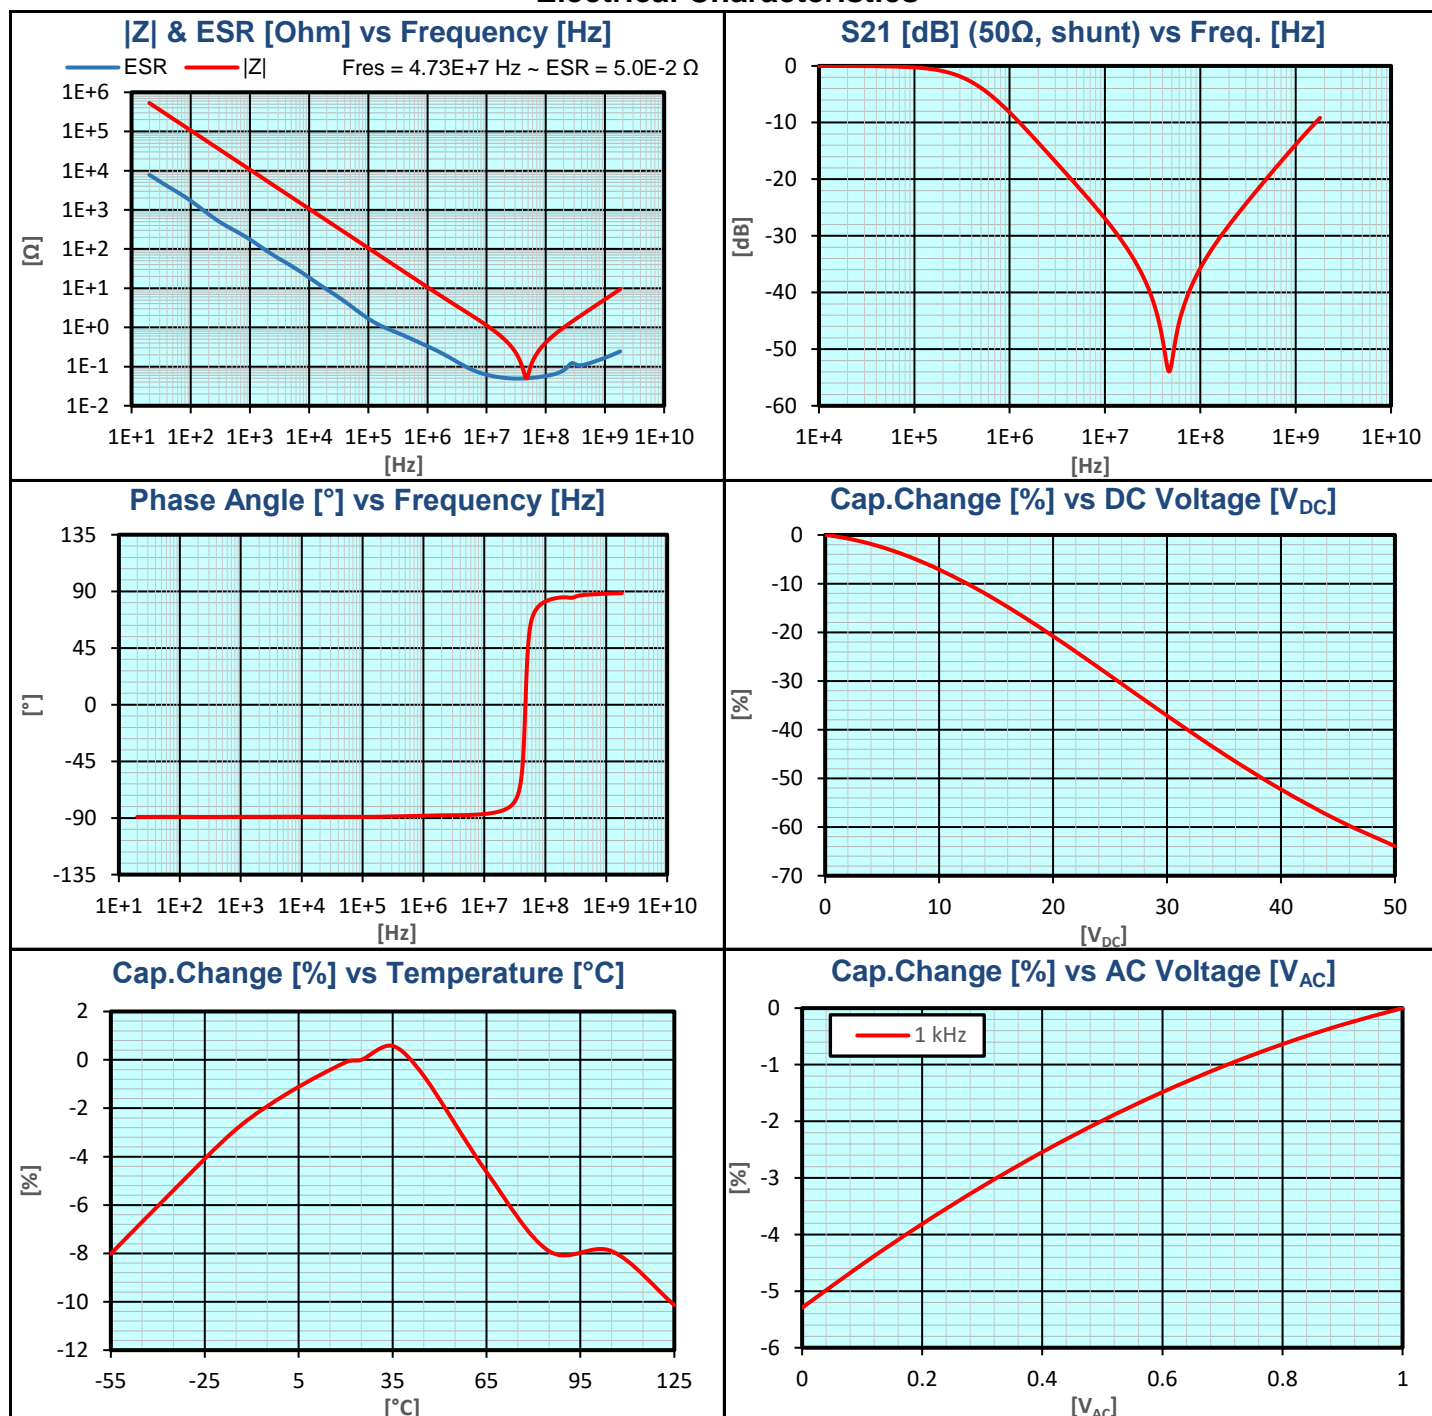 Electrical Characteristics
|Z| & ESR [Ohm] vs Frequency [Hz]
ESR |Z| Fres = 4.73E+7 Hz ~ ESR = 5.0E-2 Ω
1E+6
1E+5
1E+4
1E+3
1E+2
1E+1
1E+0
1E-1
1E-2
[Ω]
1E+1 1E+2 1E+3 1E+4 1E+5 1E+6 1E+7 1E+8 1E+9 1E+10
[Hz]
S21 [dB] (50Ω, shunt) vs Freq. [Hz]
0
-10
-20
-30
-40
-50
-60
[dB]
1E+4 1E+5 1E+6 1E+7 1E+8 1E+9 1E+10
[Hz]
Phase Angle [°] vs Frequency [Hz]
135
90
45
0
-45
-90
-135
[°]
1E+1 1E+2 1E+3 1E+4 1E+5 1E+6 1E+7 1E+8 1E+9 1E+10
[Hz]
Cap.Change [%] vs DC Voltage [VDC]
0
-10
-20
-30
-40
-50
-60
-70
[%]
0 10 20 30 40 50
[VDC]
Cap.Change [%] vs Temperature [°C]
2
0
-2
-4
-6
-8
-10
-12
[%]
-55 -25 5 35 65 95 125
[°C]
Cap.Change [%] vs AC Voltage [VAC]
1 kHz
0
-1
-2
-3
-4
-5
-6
[%]
0 0.2 0.4 0.6 0.8 1
[VAC]